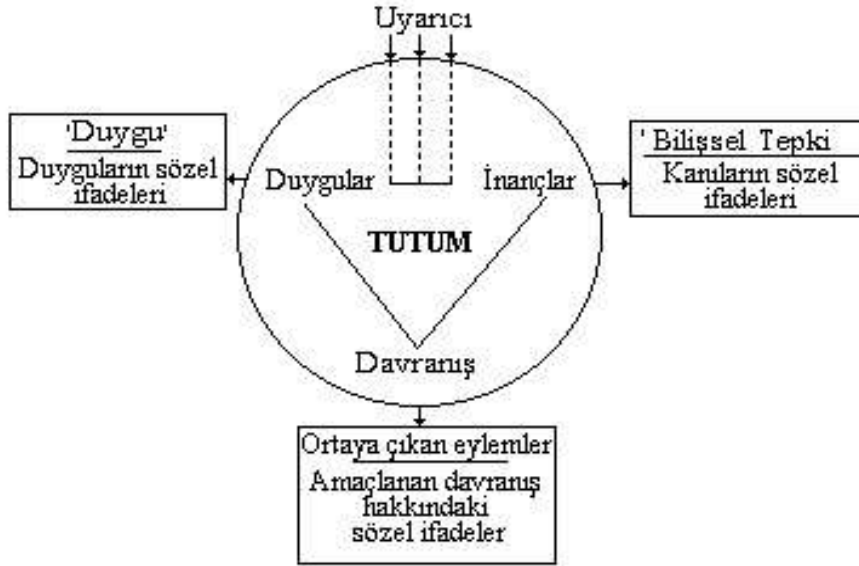 Uyarıcı
'Duygu'
Duyguların sözel
ifadeleri
Duygular
İnançlar
' Bilişsel Tepki
Kanıların sözel
ifadeleri
TUTUM
Davranış
Ortaya çıkan eylemler
Amaçlanan davranış
hakkındaki
sözel ifadeler